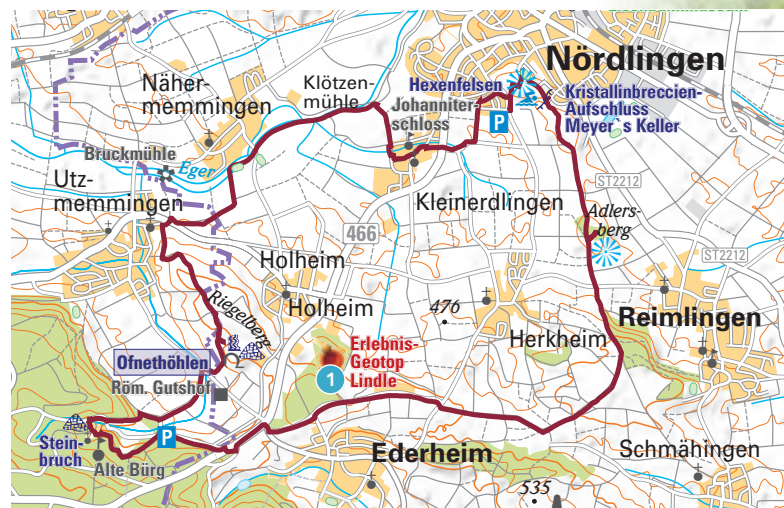 Nördlingen
Näher-
memmingen
Klötzen-
mühle
Hexenfelsen
Kristallinbreccien-
Aufschluss
Meyer`s Keller
Johanniter-
schloss
P
Bruckmühle
Eger
Utz-
memmingen
ST2212
Kleinerdlingen
Adlers-
berg
466
ST2212
Holheim
Riegelberg
Holheim
476
Reimlingen
Erlebnis-
Geotop
Lindle
1
Herkheim
Ofnethöhlen
Röm. Gutshof
P
Stein-
bruch
Alte Bürg
Ederheim
Schmähingen
535